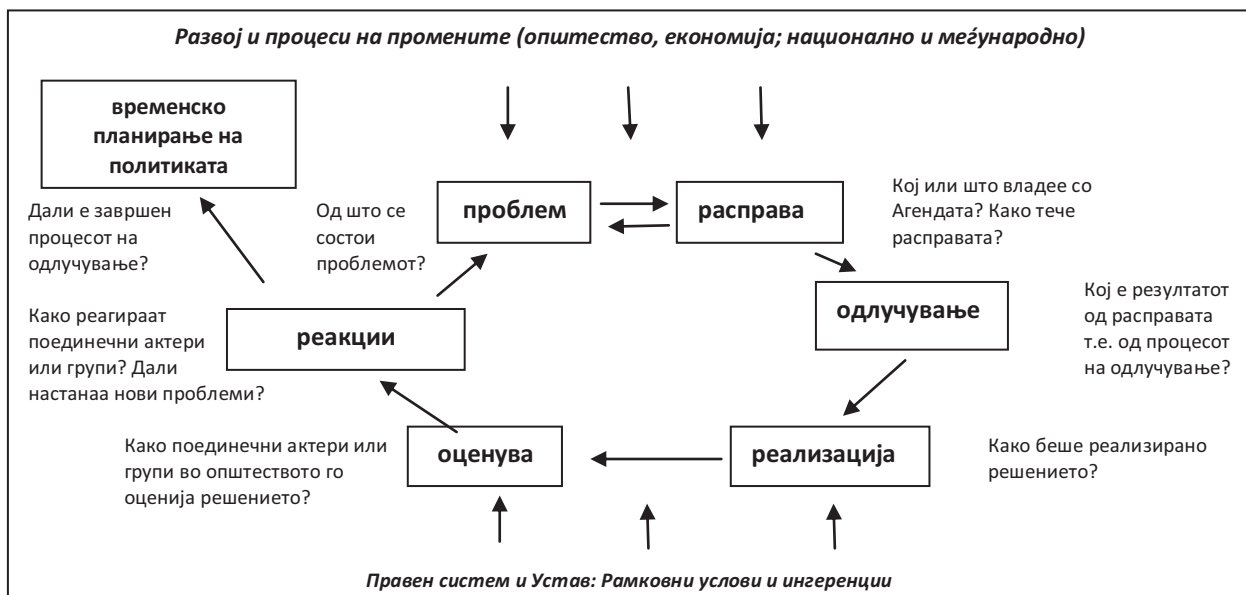 Развој и процеси на промените (општество, економија; национално и меѓународно)
временско
планирање на
политиката
Дали е завршен
процесот на
одлучување?
Од што се
состои
проблемот?
проблем
расправа
Кој или што владее со
Агендата? Како тече
расправата?
одлучување
Кој е резултатот
од расправата
т.е. од процесот
на одлучување?
Како реагираат
поединечни актери
или групи? Дали
настанаа нови проблеми?
реакции
Како поединечни актери или
групи во општеството го
оценија решението?
оценува
реализација
Како беше реализирано
решението?
Правен систем и Устав: Рамковни услови и ингеренции